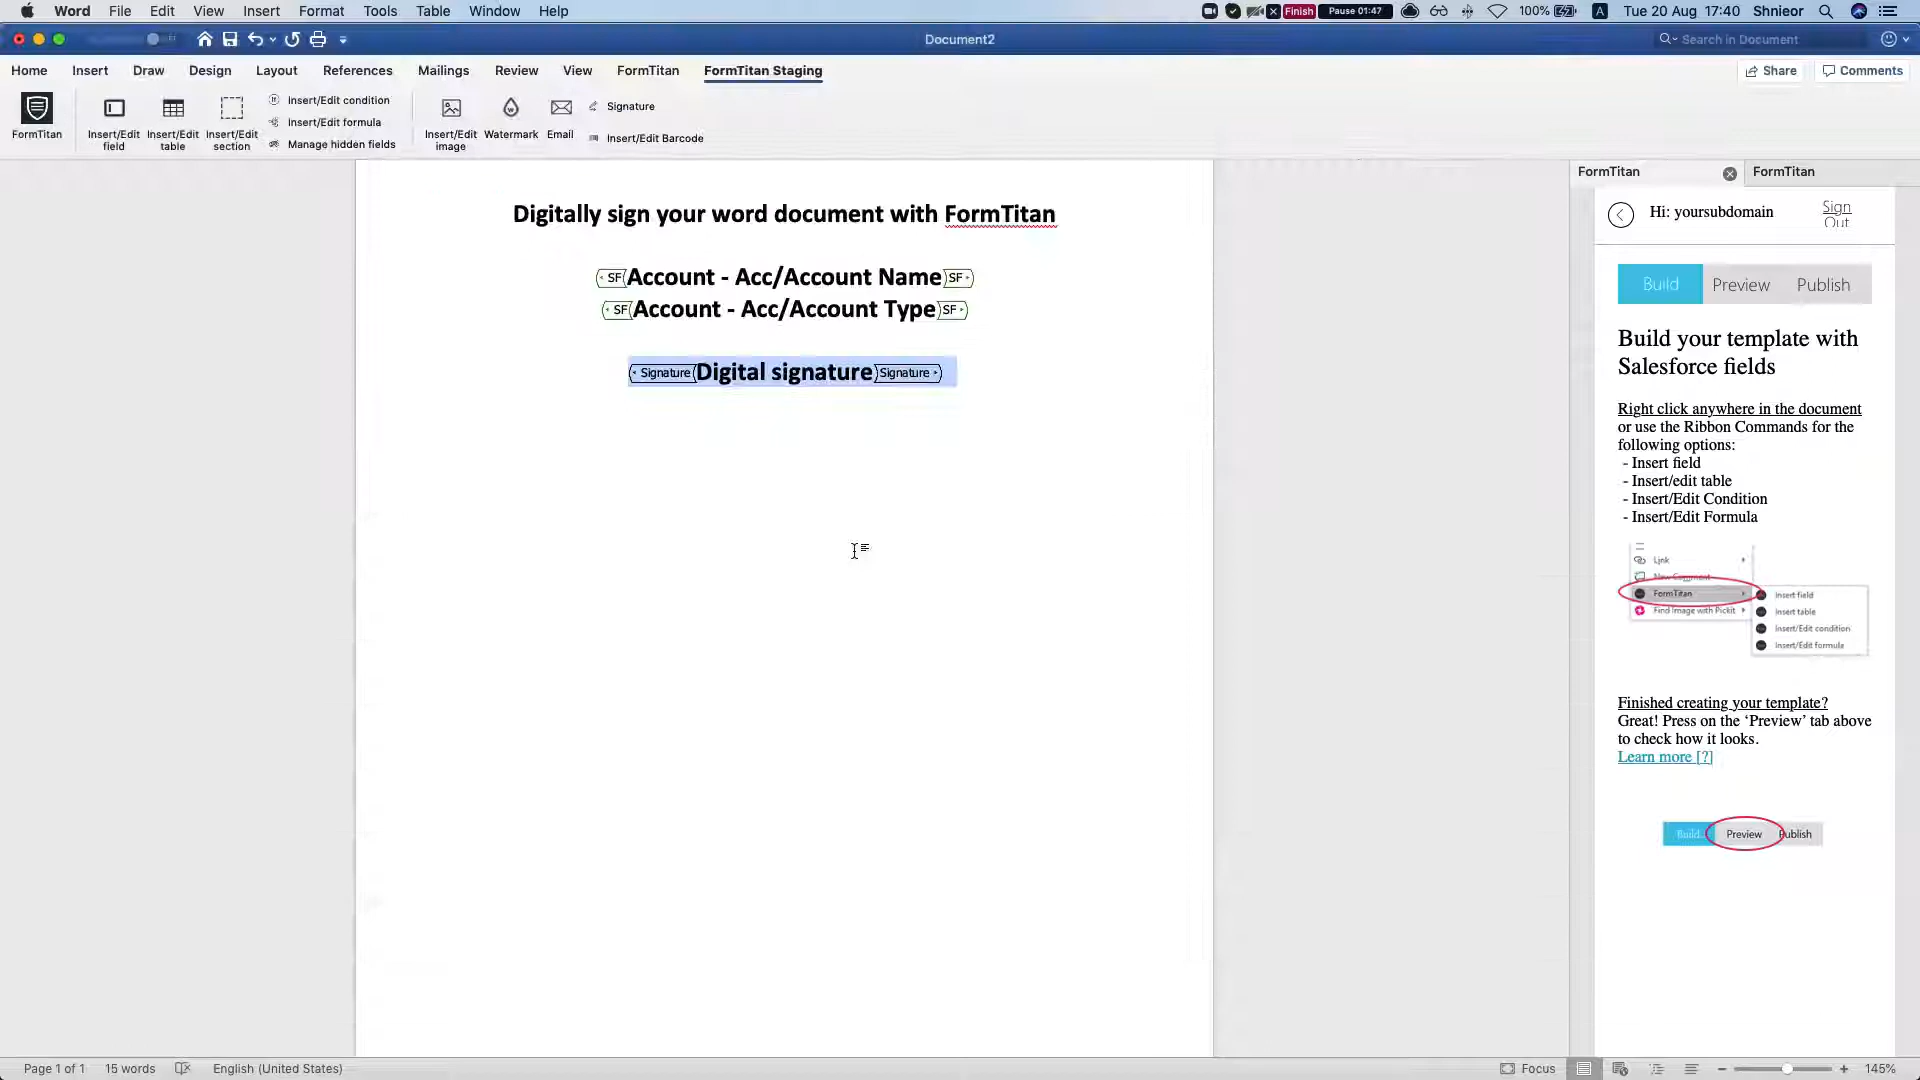 Word File Edit View Insert Format Tools Table Window Help
Finish Pause 01:47 100% A Tue 20 Aug 17:40 Shnieor
Document2
Search in Document
Home Insert Draw Design Layout References Mailings Review View FormTitan FormTitan Staging
Share Comments
FormTitan
Insert/Edit field
Insert/Edit table
Insert/Edit section
Insert/Edit condition
Insert/Edit formula
Manage hidden fields
Insert/Edit image
Watermark
Email
Signature
Insert/Edit Barcode
FormTitan FormTitan
Digitally sign your word document with FormTitan
SF Account - Acc/Account Name SF
SF Account - Acc/Account Type SF
Signature Digital signature Signature
Hi: yoursubdomain Sign Out
Build Preview Publish
Build your template with
Salesforce fields
Right click anywhere in the document
or use the Ribbon Commands for the
following options:
- Insert field
- Insert/edit table
- Insert/Edit Condition
- Insert/Edit Formula
Link
New Comment
FormTitan
Find Image with Pickit
Insert field
Insert table
Insert/Edit condition
Insert/Edit formula
Finished creating your template?
Great! Press on the ‘Preview’ tab above
to check how it looks.
Learn more [?]
Build Preview Publish
Page 1 of 1 15 words English (United States)
Focus 145%